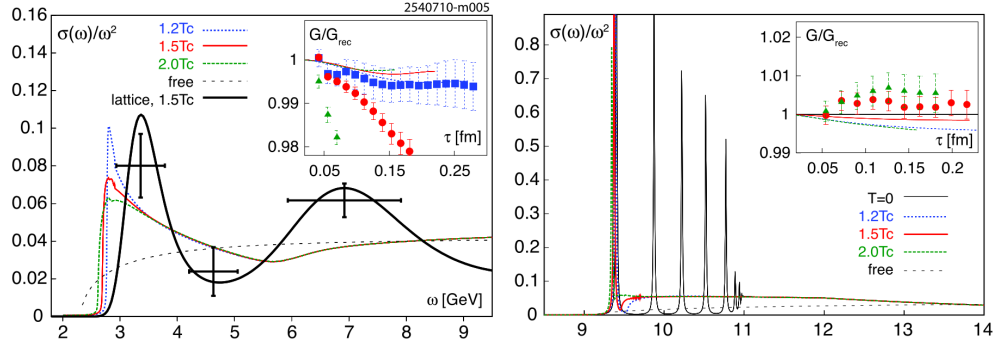 2540710-m005
σ(ω)/ω²
1.2Tc
1.5Tc
2.0Tc
free
lattice, 1.5Tc
G/G_rec
1
0.99
0.98
0.05
0.15
0.25
τ [fm]
0.16
0.14
0.12
0.1
0.08
0.06
0.04
0.02
0
ω [GeV]
2 3 4 5 6 7 8 9
σ(ω)/ω²
G/G_rec
1.02
1.01
1
0.99
0.05 0.1 0.15 0.2
τ [fm]
T=0
1.2Tc
1.5Tc
2.0Tc
free
0.8
0.7
0.6
0.5
0.4
0.3
0.2
0.1
0
9 10 11 12 13 14